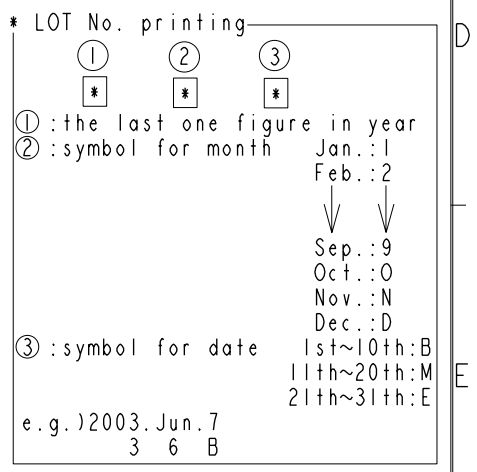 * LOT No. printing
① ② ③
* * *
① :the last one figure in year
② :symbol for month Jan.:1
Feb.:2
Sep.:9
Oct.:O
Nov.:N
Dec.:D
③ :symbol for date 1st~10th:B
11th~20th:M
21th~31th:E
e.g.)2003.Jun.7
3 6 B
D
E